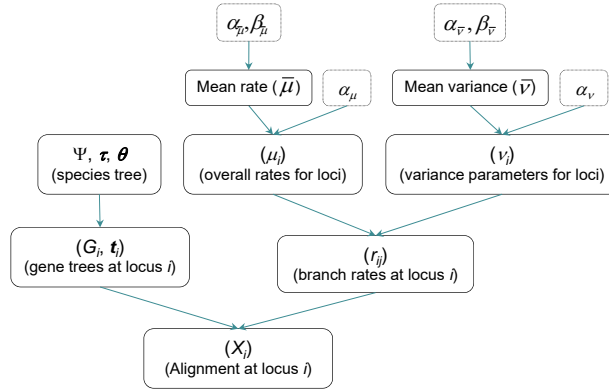 α_μ̄, β_μ̄
α_ν̄, β_ν̄
Mean rate (μ̄)
α_μ
Mean variance (ν̄)
α_ν
Ψ, τ, θ
(species tree)
(μ_i)
(overall rates for loci)
(ν_i)
(variance parameters for loci)
(G_i, t_i)
(gene trees at locus i)
(r_ij)
(branch rates at locus i)
(X_i)
(Alignment at locus i)